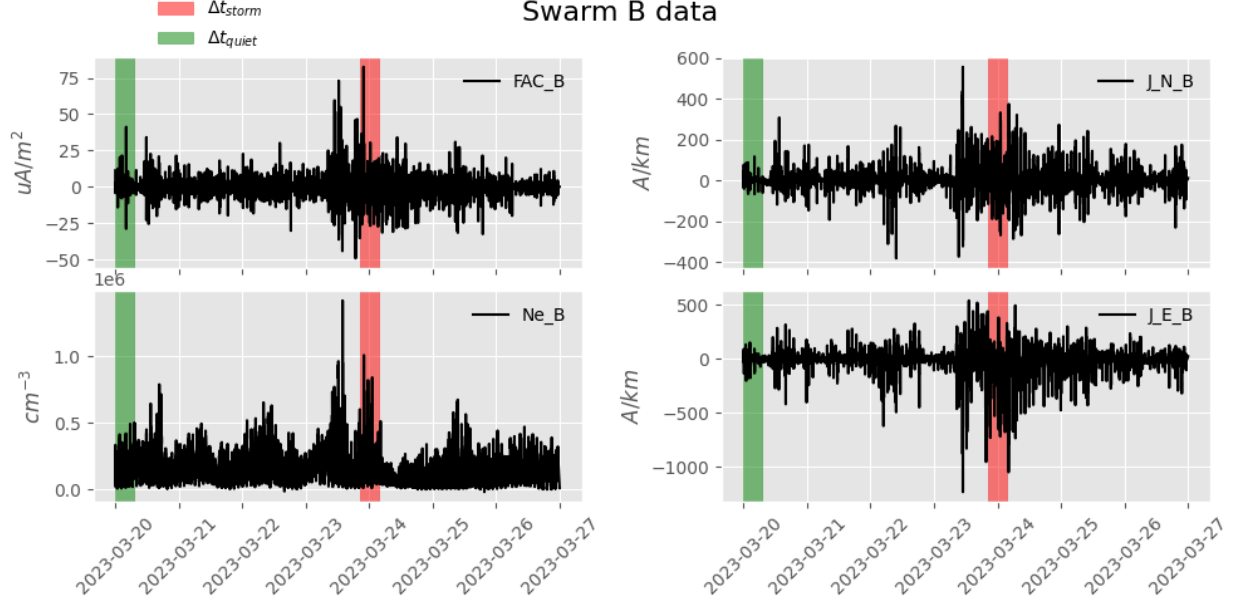 Swarm B data
Δt_storm
Δt_quiet
FAC_B
75
50
25
0
−25
−50
uA/m²
J_N_B
600
400
200
0
−200
−400
A/km
1e6
Ne_B
1.0
0.5
0.0
cm⁻³
2023-03-20
2023-03-21
2023-03-22
2023-03-23
2023-03-24
2023-03-25
2023-03-26
2023-03-27
J_E_B
500
0
−500
−1000
A/km
2023-03-20
2023-03-21
2023-03-22
2023-03-23
2023-03-24
2023-03-25
2023-03-26
2023-03-27